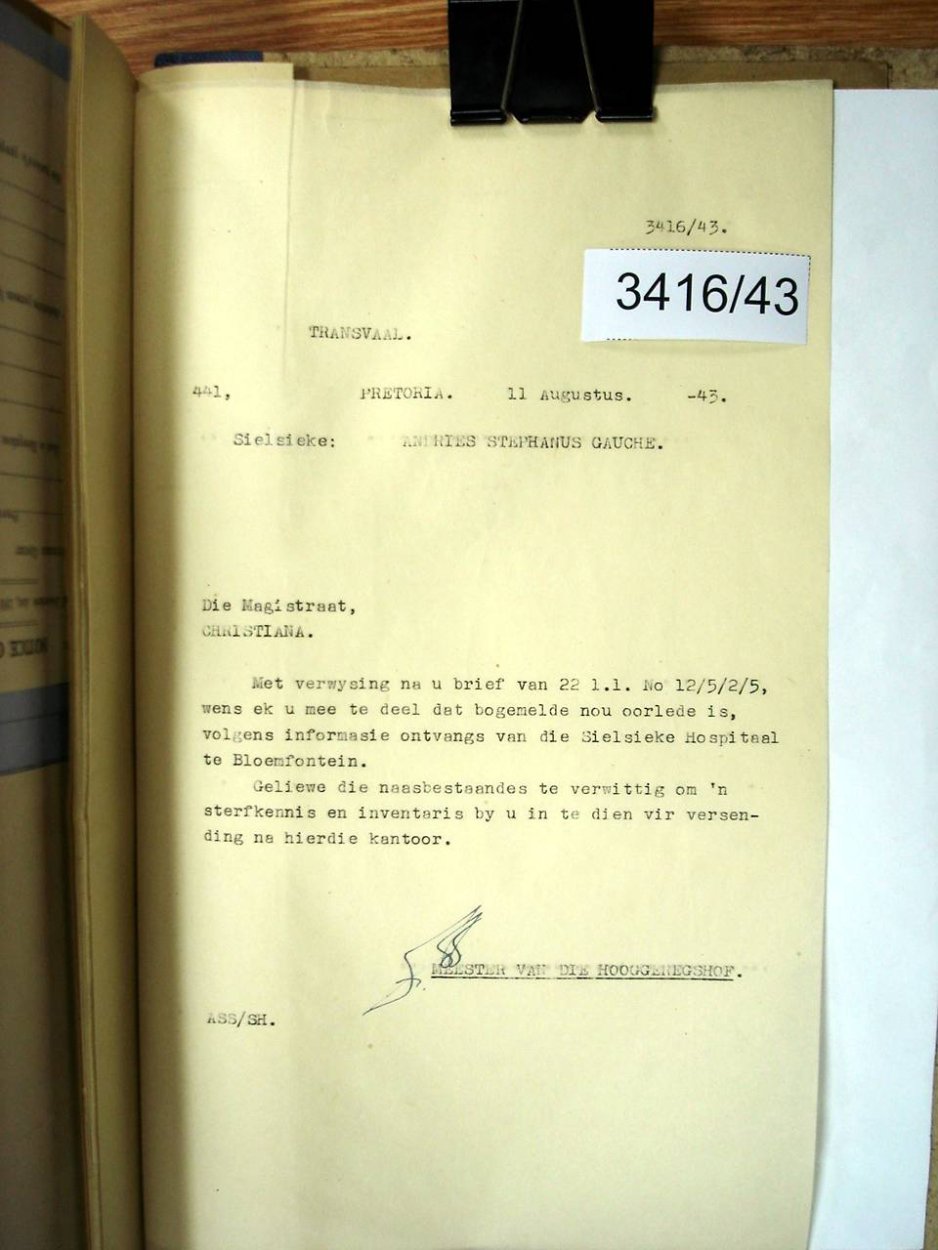 3416/43.
3416/43
TRANSVAAL.
441, PRETORIA. 11 Augustus. -43.
Sielsieke: ANDRIES STEPHANUS GAUCHE.
Die Magistraat,
CHRISTIANA.
Met verwysing na u brief van 22 l.l. No 12/5/2/5,
wens ek u mee te deel dat bogemelde nou oorlede is,
volgens informasie ontvangs van die Sielsieke Hospitaal
te Bloemfontein.
Geliewe die naasbestaandes te verwittig om 'n
sterfkennis en inventaris by u in te dien vir versen-
ding na hierdie kantoor.
MEESTER VAN DIE HOOGGEREGSHOF.
ASS/SH.
NOTICE